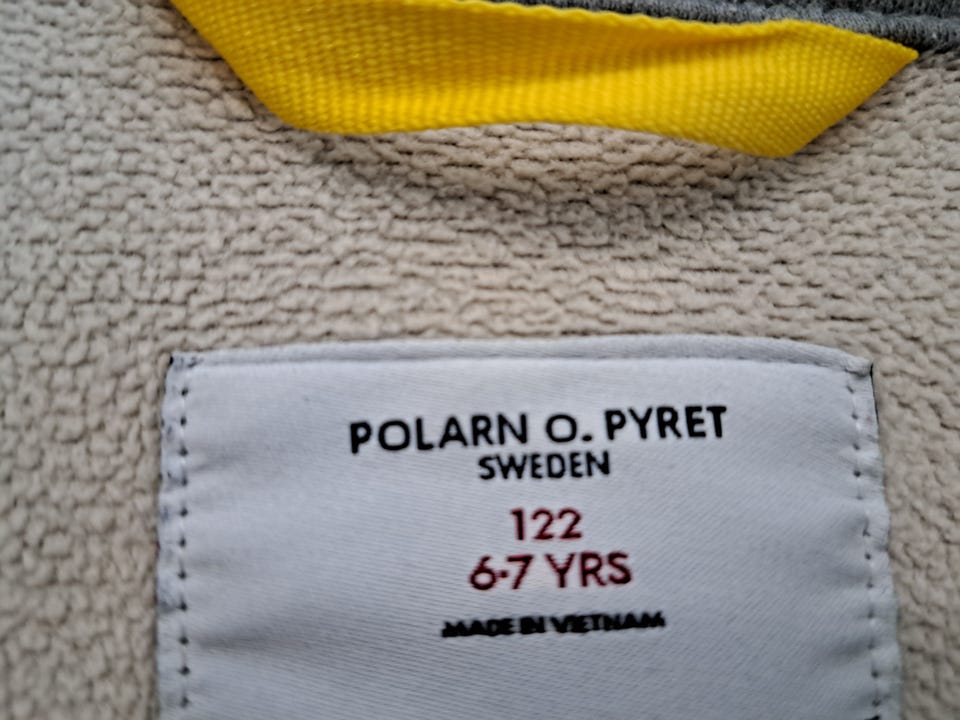 POLARN O. PYRET
SWEDEN
122
6-7 YRS
MADE IN VIETNAM